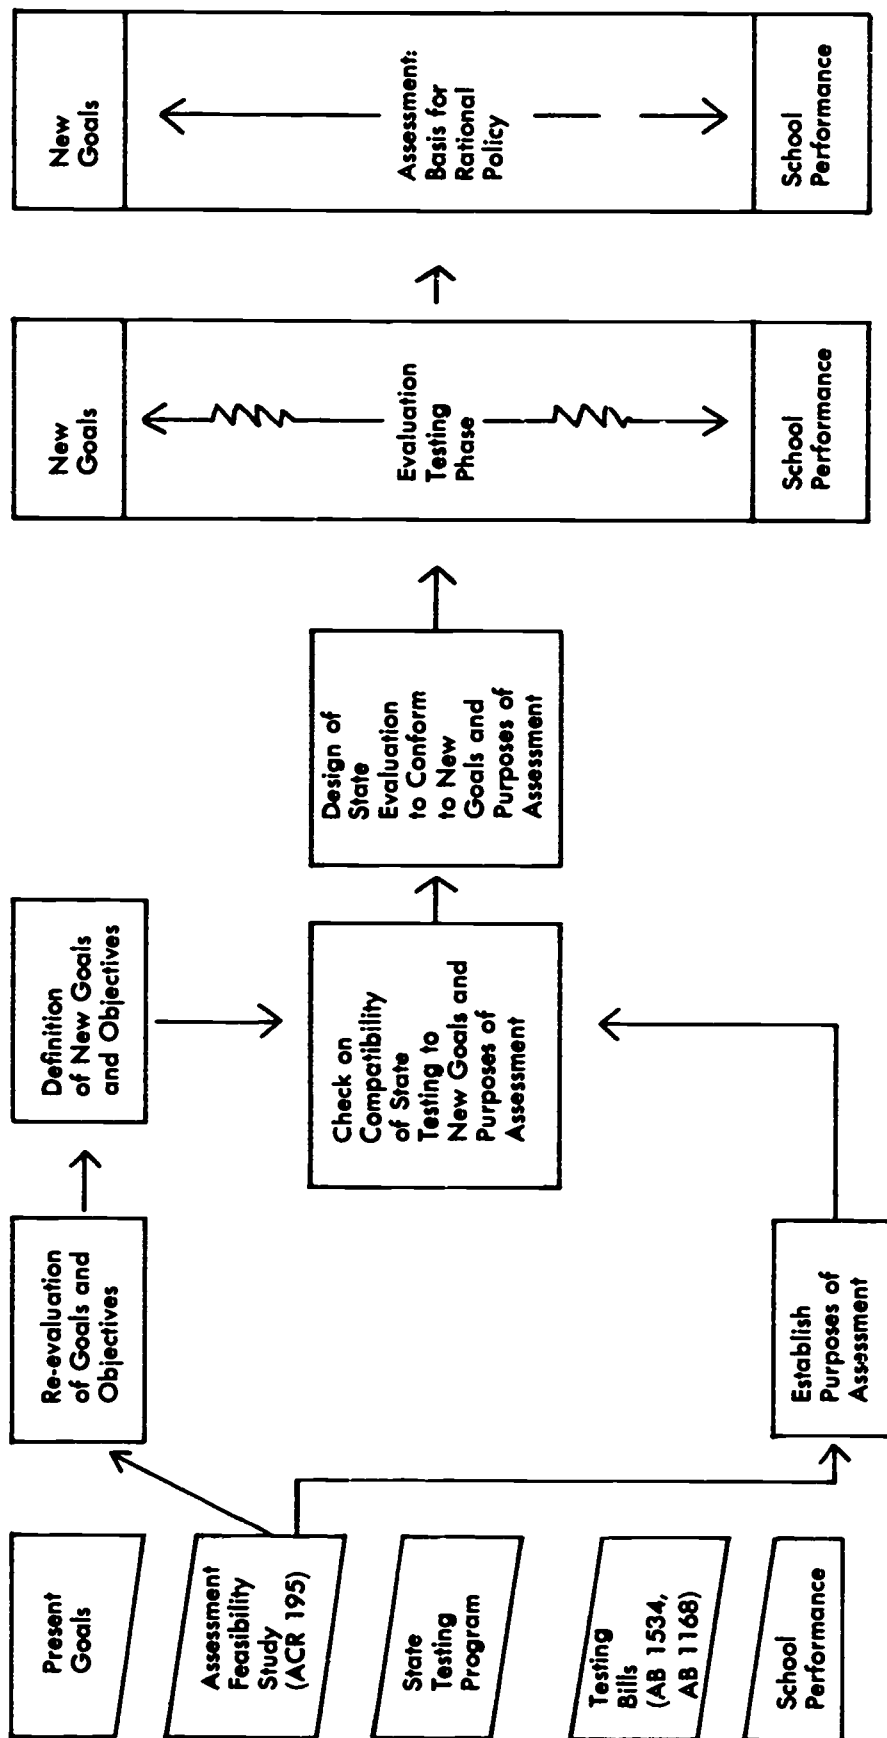 Present
Goals
Assessment
Feasibility
Study
(ACR 195)
State
Testing
Program
Testing
Bills
(AB 1534,
AB 1168)
School
Performance
Re-evaluation
of Goals and
Objectives
Establish
Purposes of
Assessment
Definition
of New Goals
and Objectives
Check on
Compatibility
of State
Testing to
New Goals and
Purposes of
Assessment
Design of
State
Evaluation
to Conform
to New
Goals and
Purposes of
Assessment
New
Goals
Evaluation
Testing
Phase
School
Performance
New
Goals
Assessment:
Basis for
Rational
Policy
School
Performance